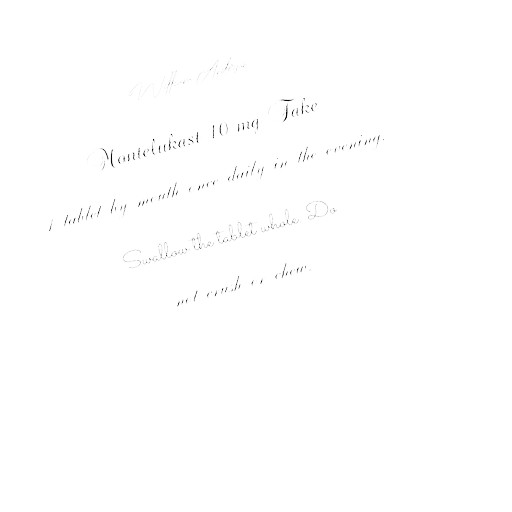 Montelukast 10 mg Take
1 tablet by mouth once daily in the evening.
Swallow the tablet whole. Do
not crush or chew.